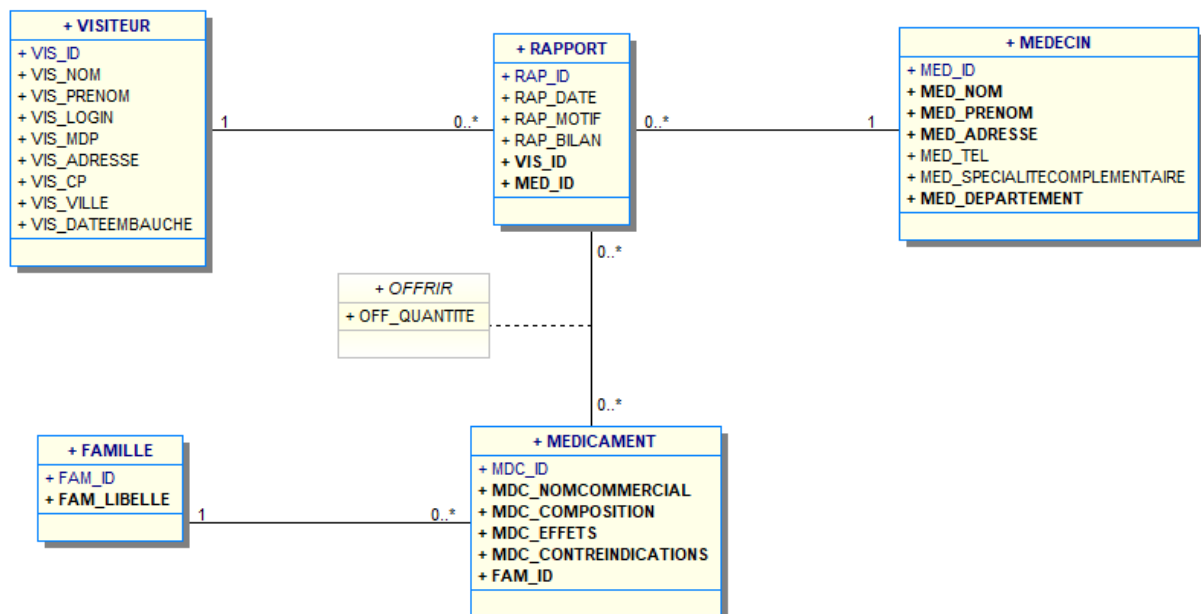 + VISITEUR
+ VIS_ID
+ VIS_NOM
+ VIS_PRENOM
+ VIS_LOGIN
+ VIS_MDP
+ VIS_ADRESSE
+ VIS_CP
+ VIS_VILLE
+ VIS_DATEEMBAUCHE
1
0..*
+ RAPPORT
+ RAP_ID
+ RAP_DATE
+ RAP_MOTIF
+ RAP_BILAN
+ VIS_ID
+ MED_ID
0..*
1
+ MEDECIN
+ MED_ID
+ MED_NOM
+ MED_PRENOM
+ MED_ADRESSE
+ MED_TEL
+ MED_SPECIALITECOMPLEMENTAIRE
+ MED_DEPARTEMENT
0..*
+ OFFRIR
+ OFF_QUANTITE
0..*
+ FAMILLE
+ FAM_ID
+ FAM_LIBELLE
1
0..*
+ MEDICAMENT
+ MDC_ID
+ MDC_NOMCOMMERCIAL
+ MDC_COMPOSITION
+ MDC_EFFETS
+ MDC_CONTREINDICATIONS
+ FAM_ID